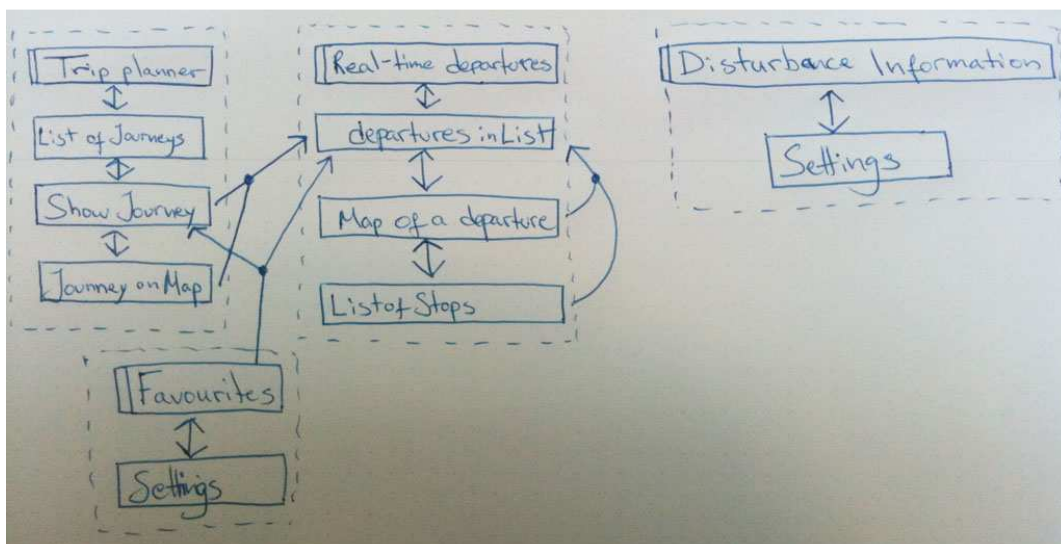 Trip planner
List of Journeys
Show Journey
Journey on Map
Real-time departures
departures in List
Map of a departure
List of Stops
Disturbance Information
Settings
Favourites
Settings